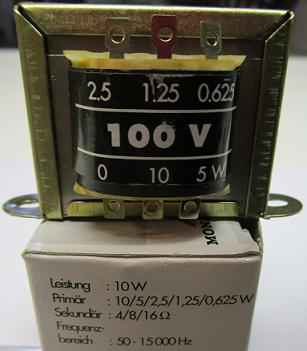 2.5 1.25 0.625
100 V
0 10 5 W
MONO
Leistung : 10 W
Primär : 10/5/2,5/1,25/0,625 W
Sekundär : 4/8/16 Ω
Frequenz-
bereich : 50 - 15 000 Hz